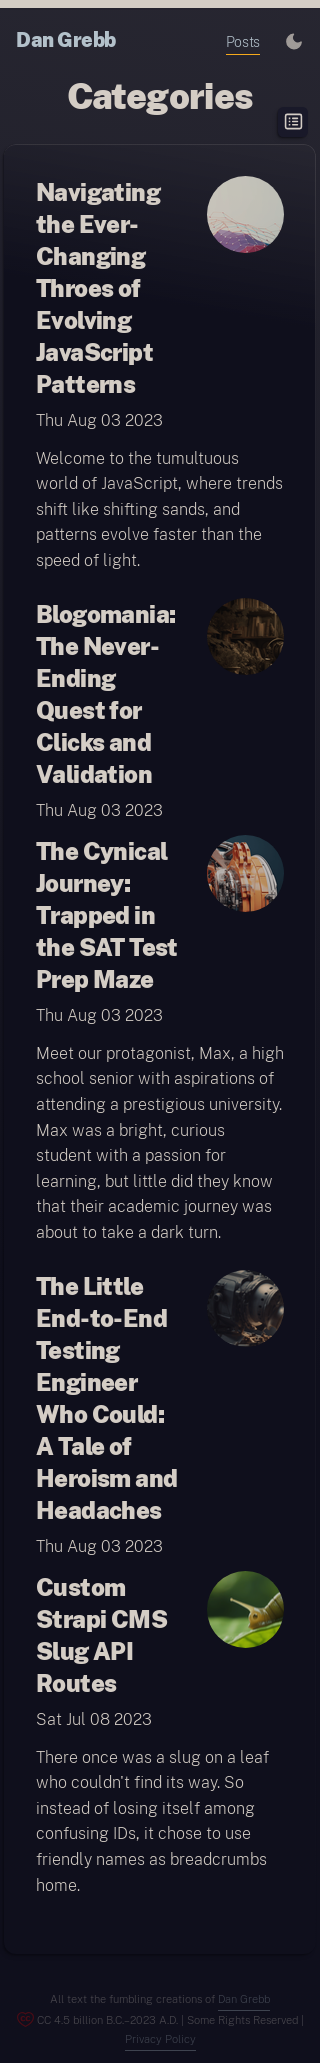 Dan Grebb
Posts
Categories
Navigating
the Ever-
Changing
Throes of
Evolving
JavaScript
Patterns
Thu Aug 03 2023
Welcome to the tumultuous
world of JavaScript, where trends
shift like shifting sands, and
patterns evolve faster than the
speed of light.
Blogomania:
The Never-
Ending
Quest for
Clicks and
Validation
Thu Aug 03 2023
The Cynical
Journey:
Trapped in
the SAT Test
Prep Maze
Thu Aug 03 2023
Meet our protagonist, Max, a high
school senior with aspirations of
attending a prestigious university.
Max was a bright, curious
student with a passion for
learning, but little did they know
that their academic journey was
about to take a dark turn.
The Little
End-to-End
Testing
Engineer
Who Could:
A Tale of
Heroism and
Headaches
Thu Aug 03 2023
Custom
Strapi CMS
Slug API
Routes
Sat Jul 08 2023
There once was a slug on a leaf
who couldn't find its way. So
instead of losing itself among
confusing IDs, it chose to use
friendly names as breadcrumbs
home.
All text the fumbling creations of Dan Grebb
CC 4.5 billion B.C.–2023 A.D. | Some Rights Reserved |
Privacy Policy